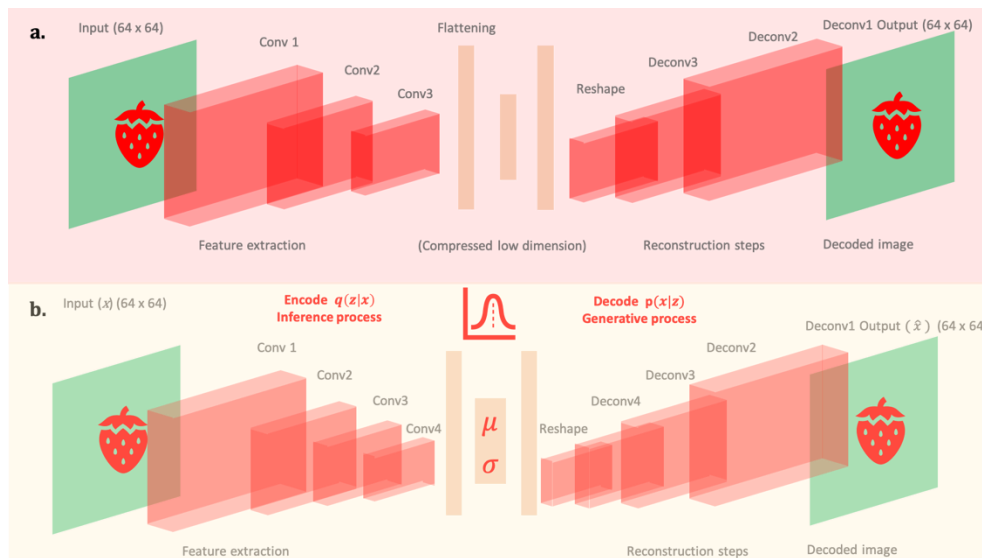 a.
Input (64 x 64)
Conv 1
Conv2
Conv3
Flattening
Reshape
Deconv3
Deconv2
Deconv1 Output (64 x 64)
Feature extraction
(Compressed low dimension)
Reconstruction steps
Decoded image
b.
Input (x) (64 x 64)
Encode q(z|x)
Inference process
Decode p(x|z)
Generative process
Deconv1 Output (x̂) (64 x 64)
Conv 1
Conv2
Conv3
Conv4
μ
σ
Reshape
Deconv4
Deconv3
Deconv2
Feature extraction
Reconstruction steps
Decoded image